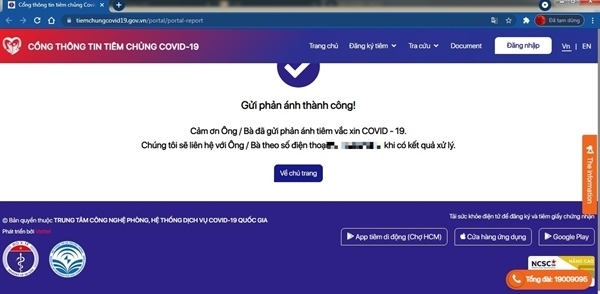 Cổng thông tin tiêm chủng Covi
tiemchungcovid19.gov.vn/portal/portal-report
Đã tạm dừng
CỔNG THÔNG TIN TIÊM CHỦNG COVID-19
Trang chủ
Đăng ký tiêm
Tra cứu
Document
Đăng nhập
Vn | EN
Gửi phản ánh thành công!
Cảm ơn Ông / Bà đã gửi phản ánh tiêm vắc xin COVID - 19.
Chúng tôi sẽ liên hệ với Ông / Bà theo số điện thoại khi có kết quả xử lý.
Về chủ trang
The information
© Bản quyền thuộc TRUNG TÂM CÔNG NGHỆ PHÒNG, HỆ THỐNG DỊCH VỤ COVID-19 QUỐC GIA
Phát triển bởi Viettel
Tải sức khỏe điện tử để đăng ký và tiêm giấy chứng nhận
App tiêm di động (Chợ HCM)
Cửa hàng ứng dụng
Google Play
NCSC
Tổng đài: 19009095